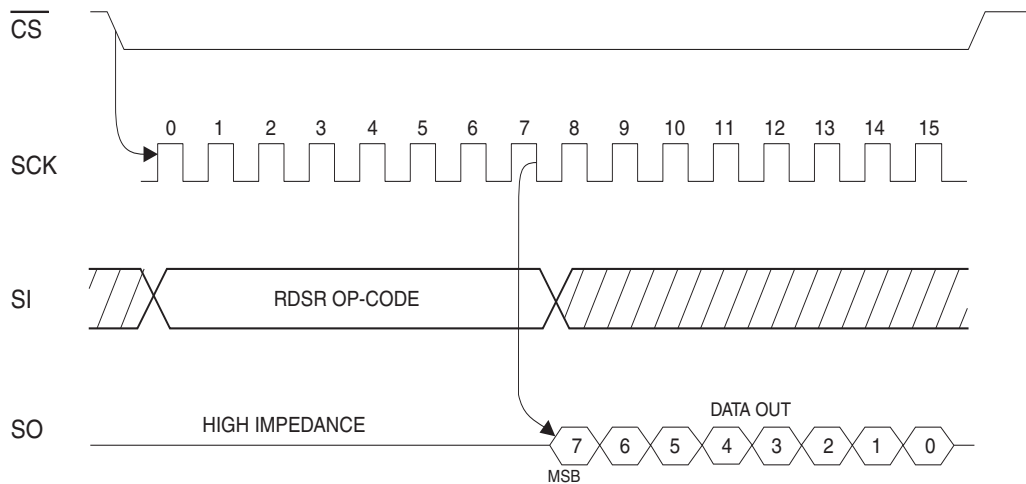 CS
0 1 2 3 4 5 6 7 8 9 10 11 12 13 14 15
SCK
SI
RDSR OP-CODE
DATA OUT
SO
HIGH IMPEDANCE
7 6 5 4 3 2 1 0
MSB